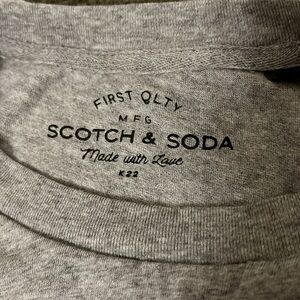 FIRST QLTY
MFG
SCOTCH & SODA
Made with Love
K22